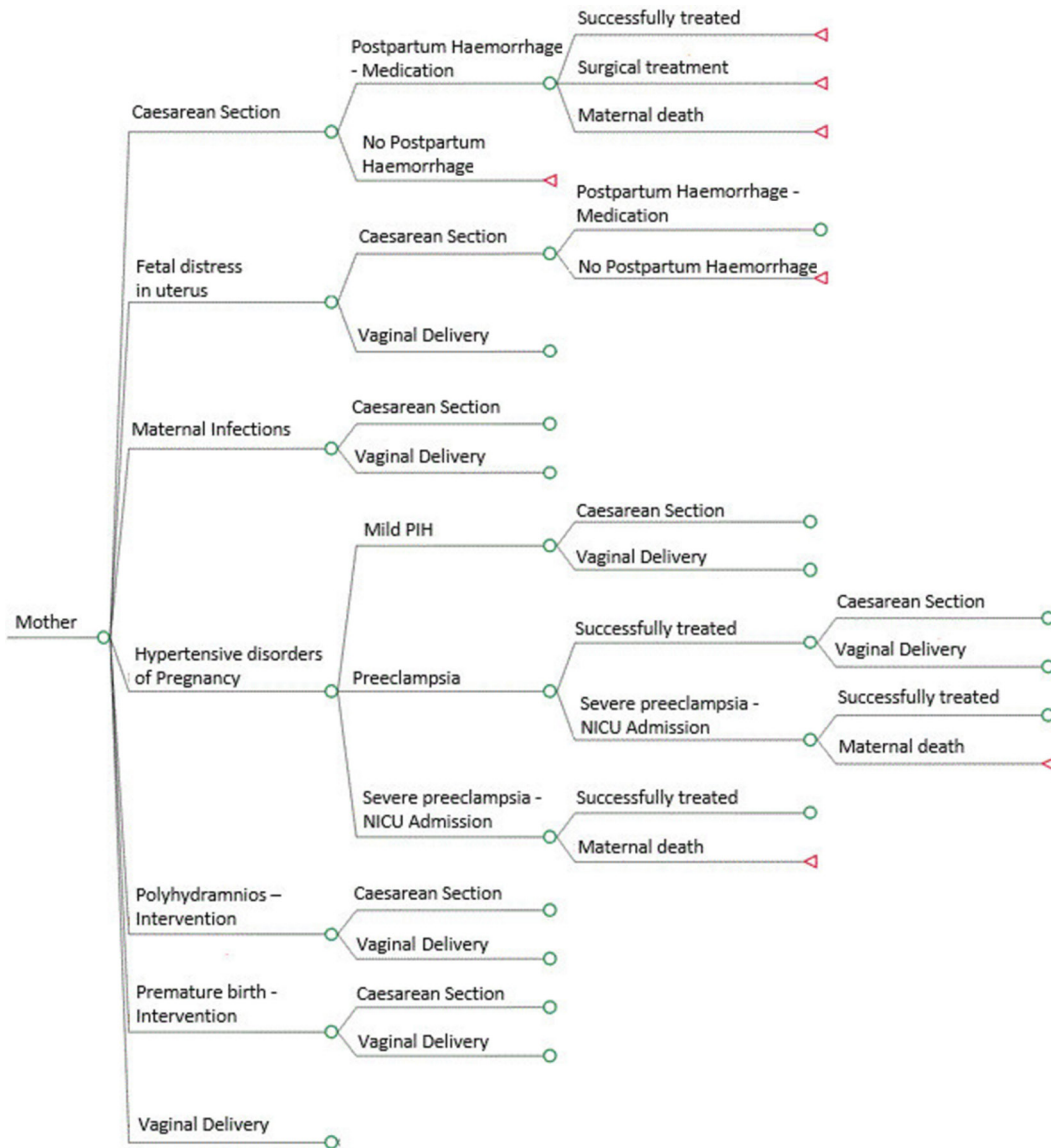 Successfully treated
Postpartum Haemorrhage
- Medication
Surgical treatment
Maternal death
Caesarean Section
No Postpartum
Haemorrhage
Postpartum Haemorrhage -
Medication
Caesarean Section
No Postpartum Haemorrhage
Fetal distress
in uterus
Vaginal Delivery
Caesarean Section
Maternal Infections
Vaginal Delivery
Caesarean Section
Mild PIH
Vaginal Delivery
Mother
Caesarean Section
Successfully treated
Vaginal Delivery
Hypertensive disorders
of Pregnancy
Preeclampsia
Severe preeclampsia -
NICU Admission
Successfully treated
Maternal death
Severe preeclampsia -
NICU Admission
Successfully treated
Maternal death
Polyhydramnios –
Intervention
Caesarean Section
Vaginal Delivery
Premature birth -
Intervention
Caesarean Section
Vaginal Delivery
Vaginal Delivery